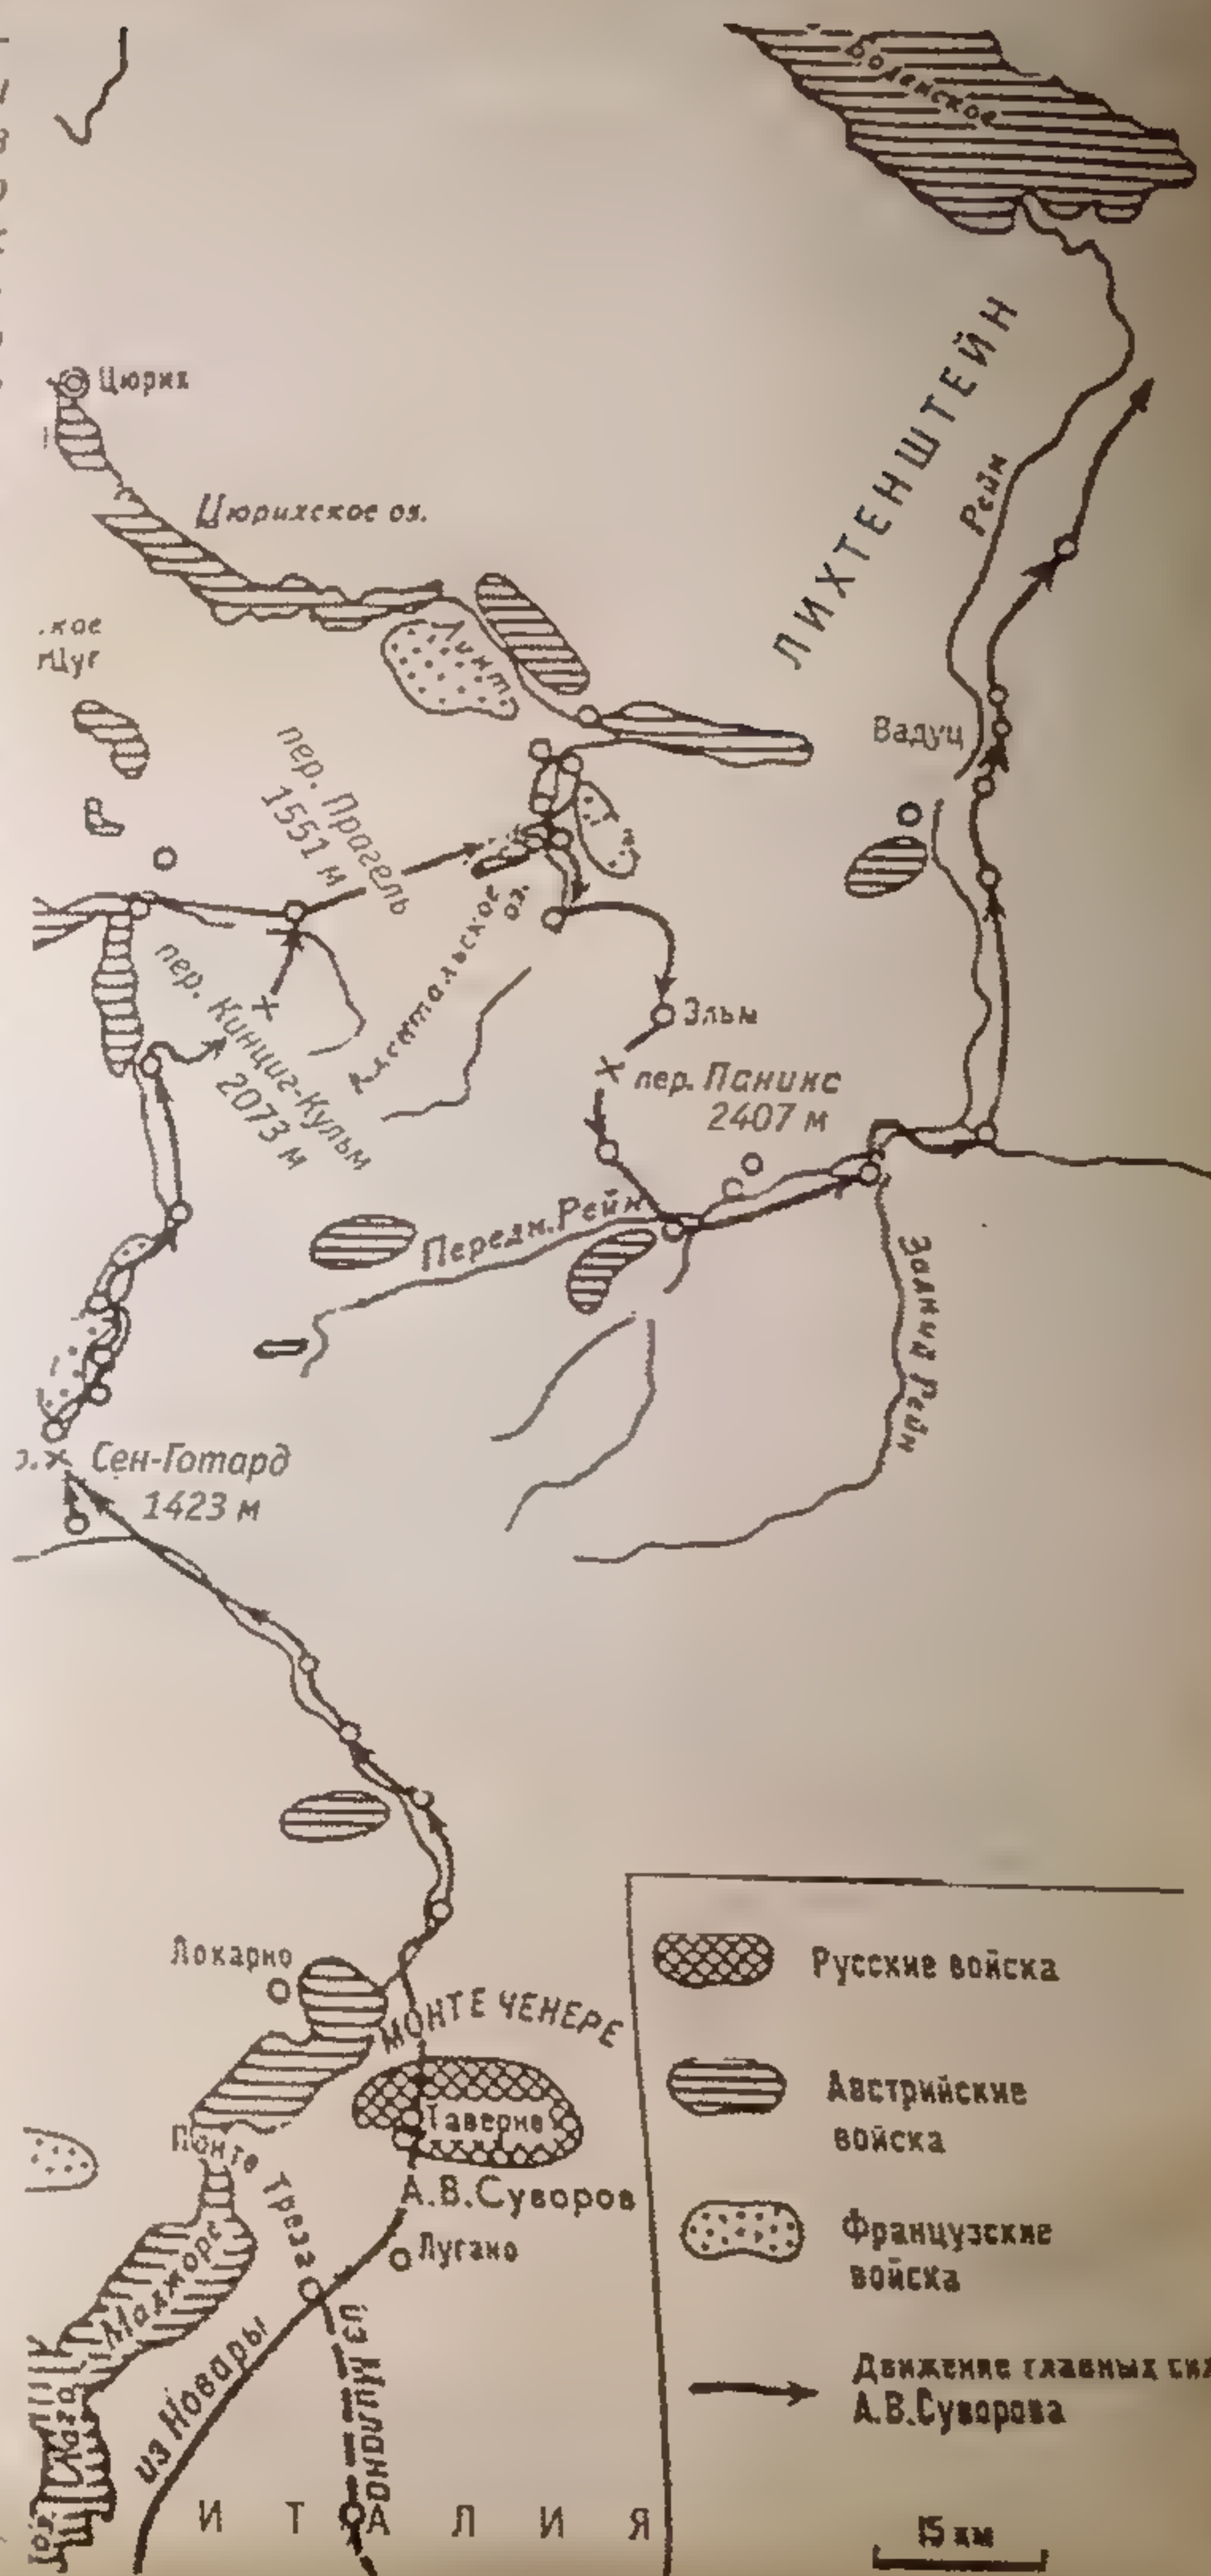 Боденское
Цюрих
ЛИХТЕНШТЕЙН
Рейн
Цюрихское оз.
Линт
Вадуц
пер. Прагель
1551 м
оз.
пер. Кинциг-Кульм
2073 м
Эльм
пер. Паникс
2407 м
Передн. Рейн
Задний Рейн
Сен-Готард
1423 м
Локарно
МОНТЕ ЧЕНЕРЕ
Таверне
Понте Треза
А.В.Суворов
Лугано
Маджоре
из Новары
ИТАЛИЯ
Русские войска
Австрийские
войска
Французские
войска
Движение главных сил
А.В.Суворова
15 км